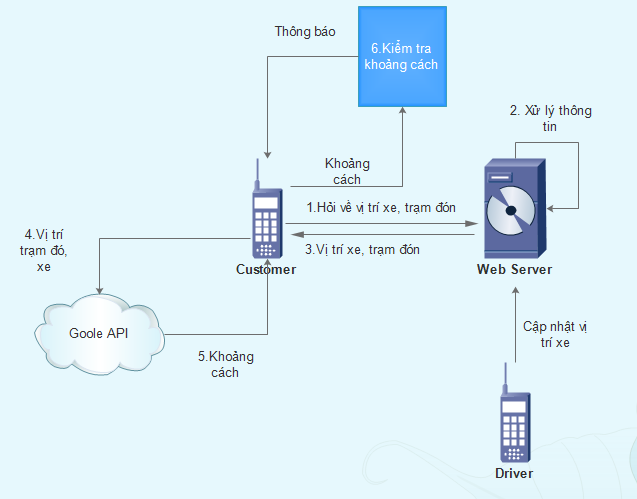 Thông báo
6.Kiểm tra
khoảng cách
2. Xử lý thông
tin
Khoảng
cách
1.Hỏi về vị trí xe, trạm đón
4.Vị trí
trạm đó,
xe
3.Vị trí xe, trạm đón
Customer
Web Server
Goole API
5.Khoảng
cách
Cập nhật vị
trí xe
Driver